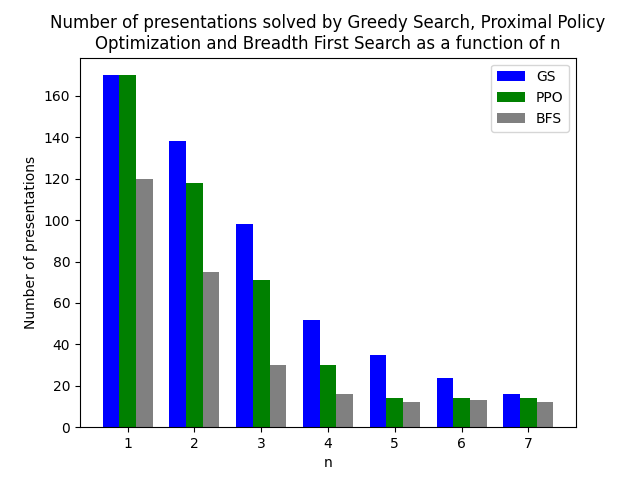 Number of presentations solved by Greedy Search, Proximal Policy
Optimization and Breadth First Search as a function of n
GS
PPO
BFS
Number of presentations
160
140
120
100
80
60
40
20
0
1 2 3 4 5 6 7
n